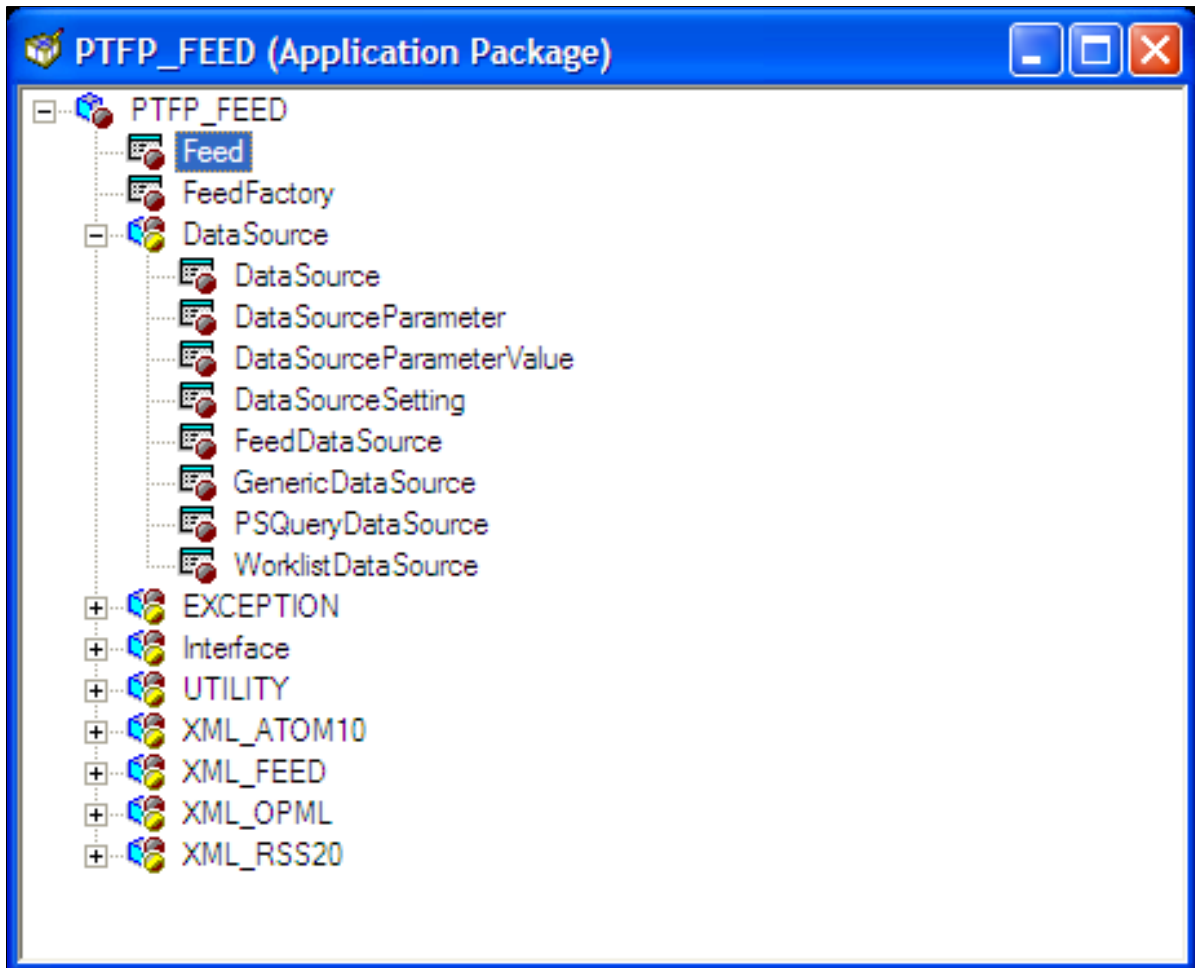 PTFP_FEED (Application Package)
PTFP_FEED
Feed
FeedFactory
DataSource
DataSource
DataSourceParameter
DataSourceParameterValue
DataSourceSetting
FeedDataSource
GenericDataSource
PSQueryDataSource
WorklistDataSource
EXCEPTION
Interface
UTILITY
XML_ATOM10
XML_FEED
XML_OPML
XML_RSS20